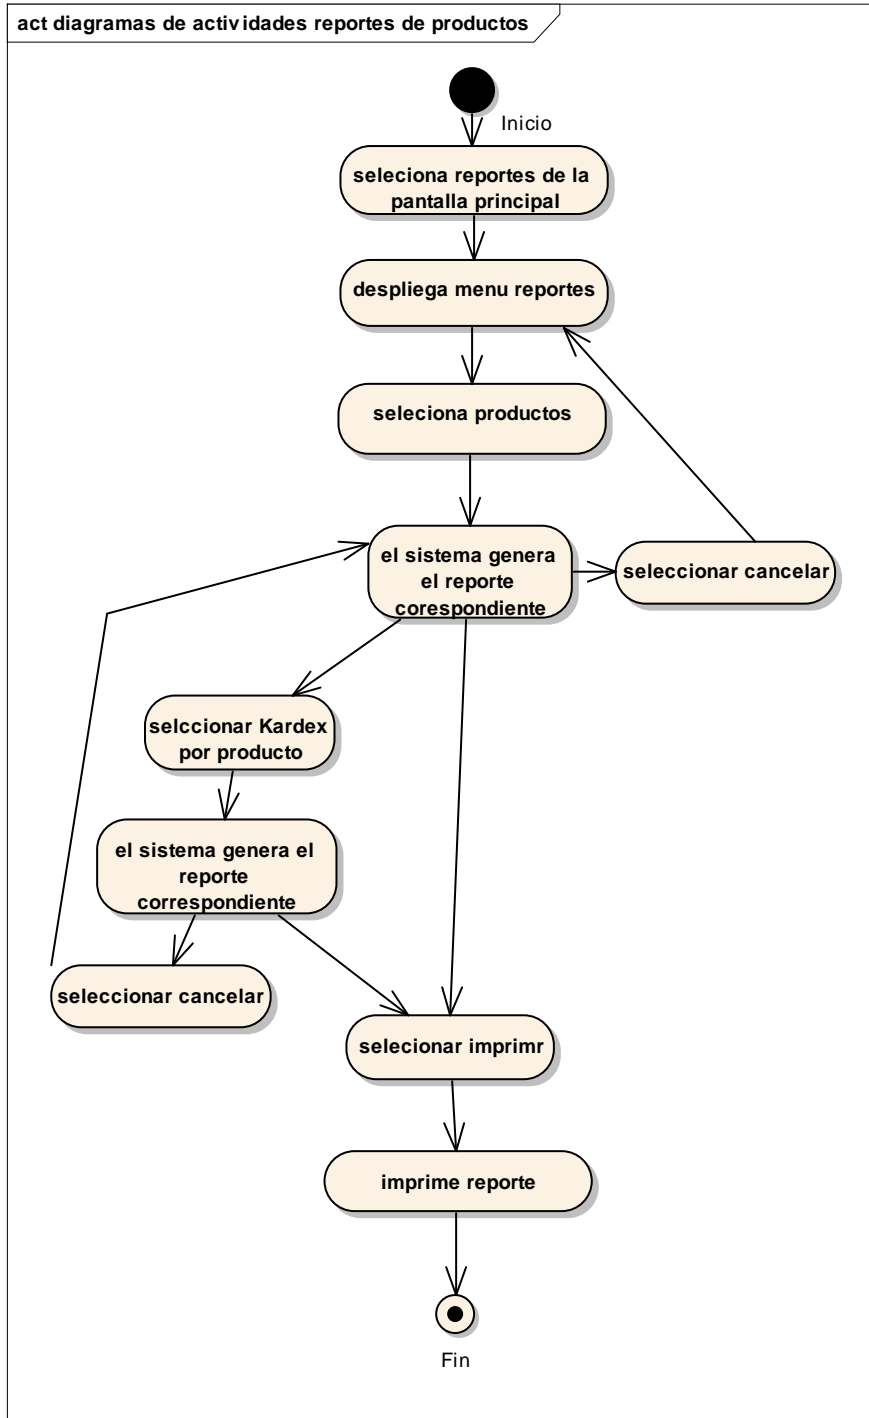 act diagramas de actividades reportes de productos
Inicio
seleciona reportes de la
pantalla principal
despliega menu reportes
seleciona productos
el sistema genera
el reporte
corespondiente
seleccionar cancelar
selccionar Kardex
por producto
el sistema genera el
reporte
correspondiente
seleccionar cancelar
selecionar imprimr
imprime reporte
Fin